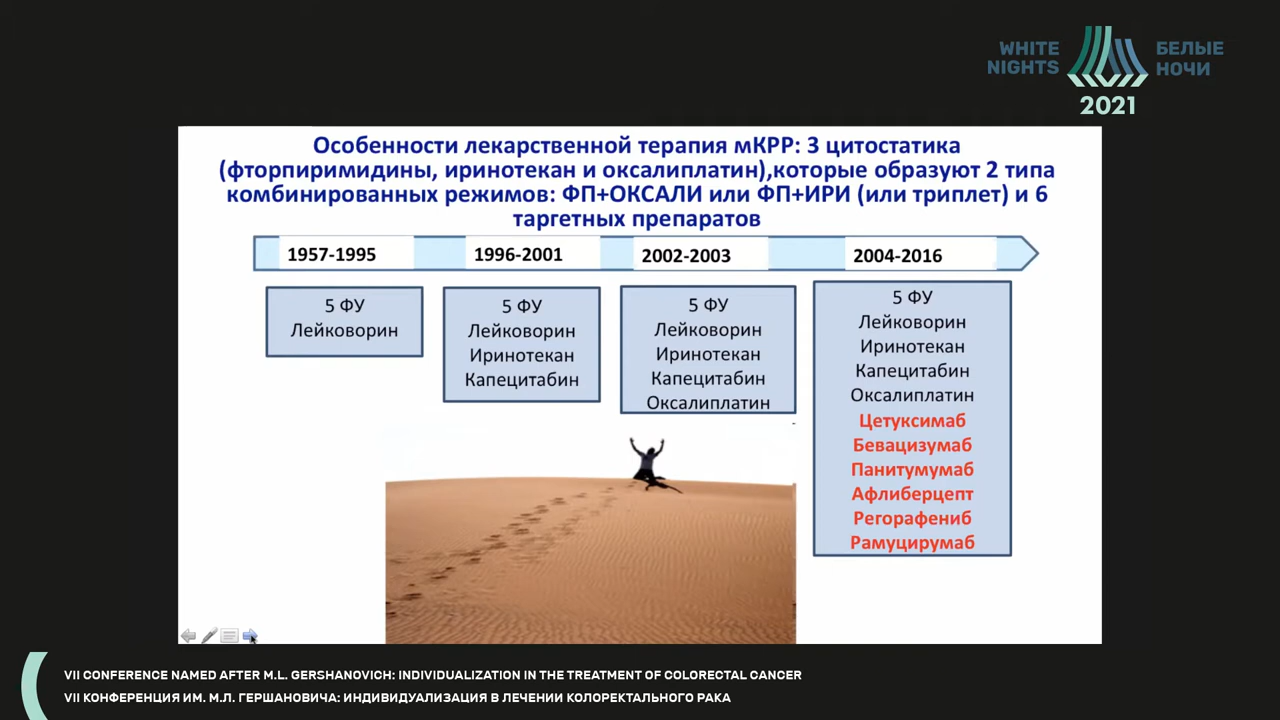 WHITE NIGHTS
БЕЛЫЕ НОЧИ
2021
Особенности лекарственной терапия мКРР: 3 цитостатика
(фторпиримидины, иринотекан и оксалиплатин),которые образуют 2 типа
комбинированных режимов: ФП+ОКСАЛИ или ФП+ИРИ (или триплет) и 6
таргетных препаратов
1957-1995
1996-2001
2002-2003
2004-2016
5 ФУ
Лейковорин
5 ФУ
Лейковорин
Иринотекан
Капецитабин
5 ФУ
Лейковорин
Иринотекан
Капецитабин
Оксалиплатин
5 ФУ
Лейковорин
Иринотекан
Капецитабин
Оксалиплатин
Цетуксимаб
Бевацизумаб
Панитумумаб
Афлиберцепт
Регорафениб
Рамуцирумаб
VII CONFERENCE NAMED AFTER M.L. GERSHANOVICH: INDIVIDUALIZATION IN THE TREATMENT OF COLORECTAL CANCER
VII КОНФЕРЕНЦИЯ ИМ. М.Л. ГЕРШАНОВИЧА: ИНДИВИДУАЛИЗАЦИЯ В ЛЕЧЕНИИ КОЛОРЕКТАЛЬНОГО РАКА